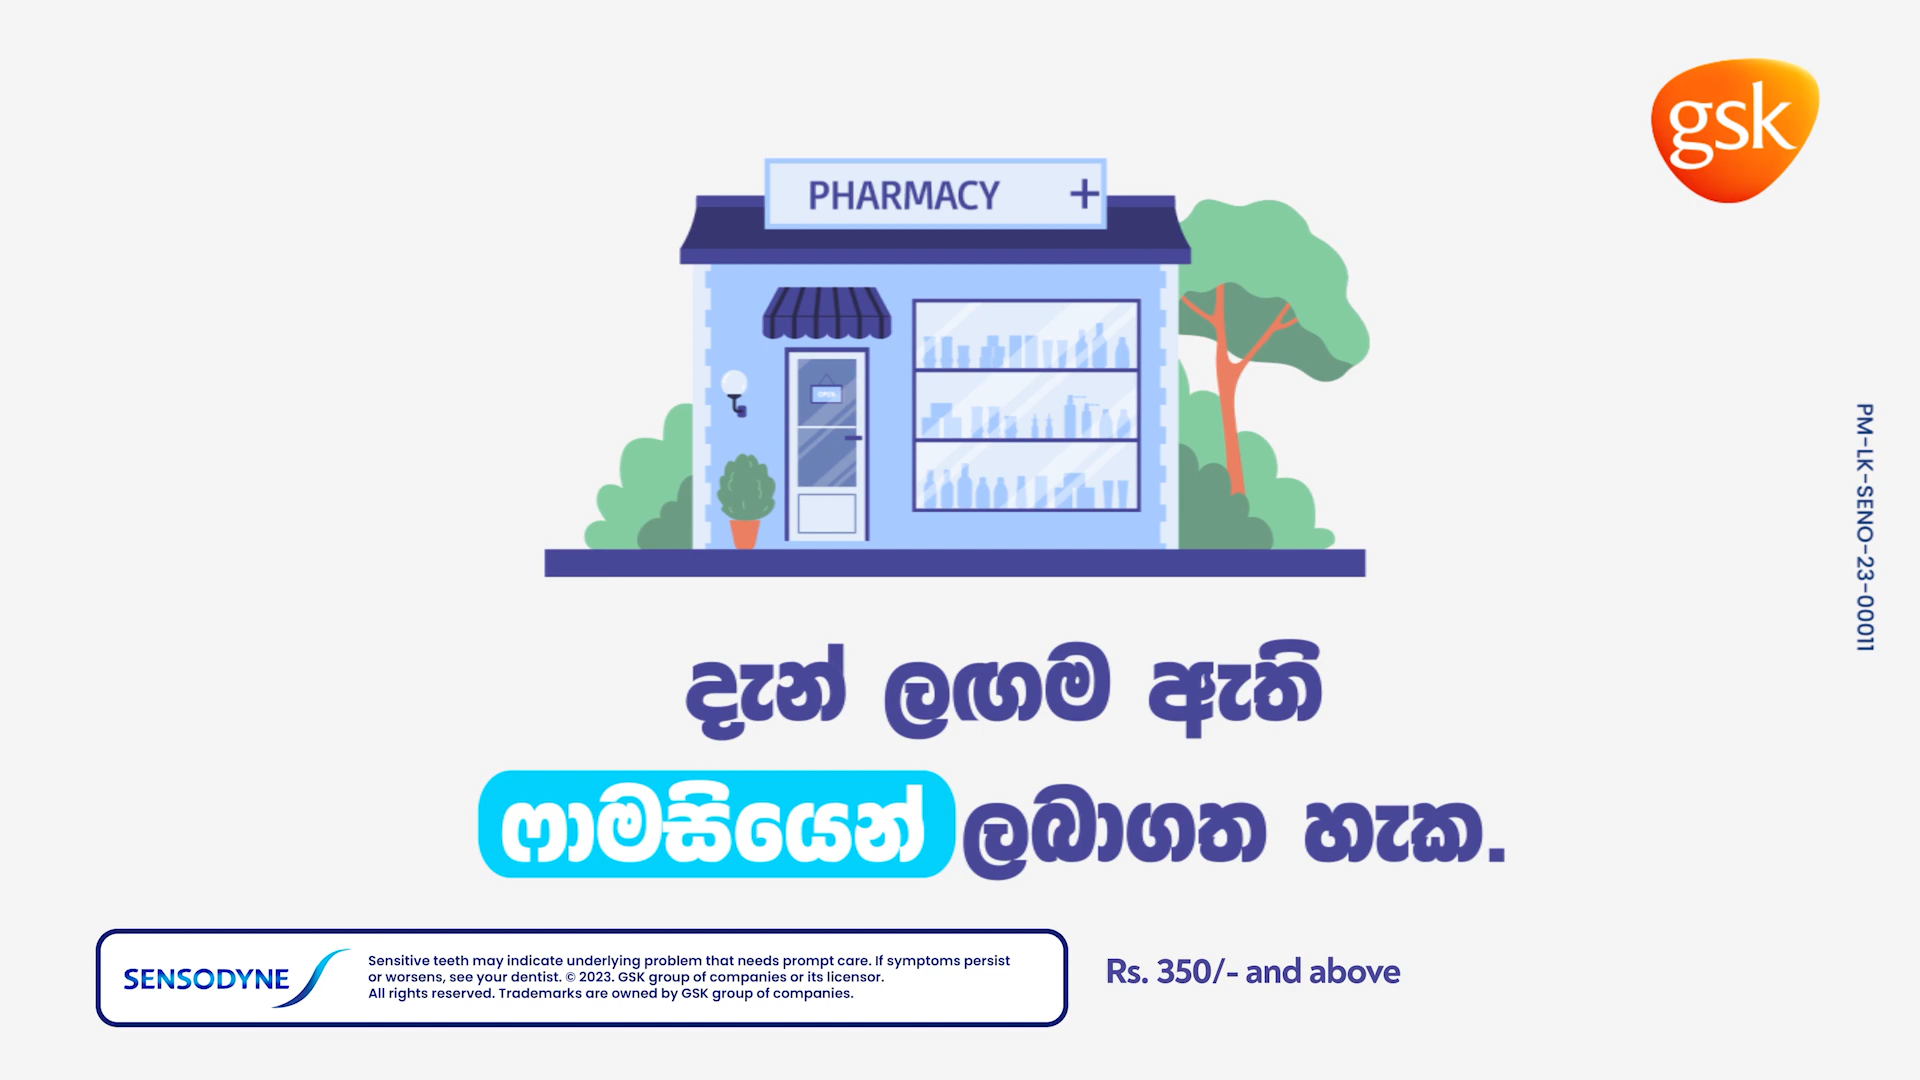 gsk
PHARMACY +
OPEN
PM-LK-SENO-23-00011
දැන් ලඟම ඇති
ෆාමසියෙන් ලබාගත හැක.
SENSODYNE
Sensitive teeth may indicate underlying problem that needs prompt care. If symptoms persist
or worsens, see your dentist. © 2023. GSK group of companies or its licensor.
All rights reserved. Trademarks are owned by GSK group of companies.
Rs. 350/- and above